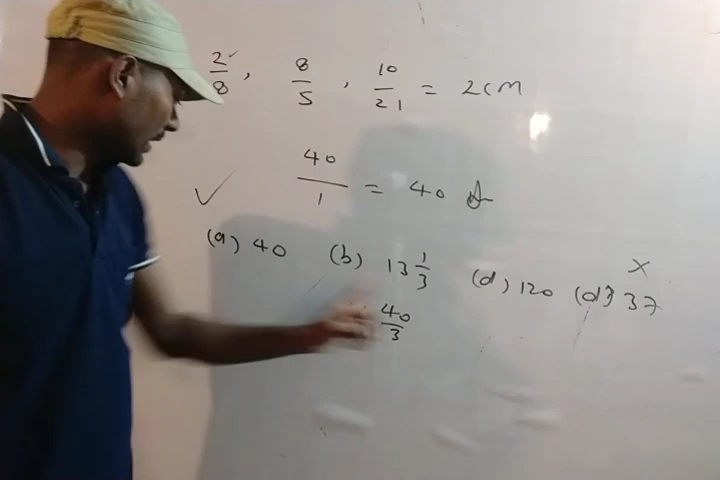 2/8, 8/5, 10/21 = 2cm
40/1 = 40 A
(a) 40 (b) 13 1/3 (d) 120 (d) 37
40/3